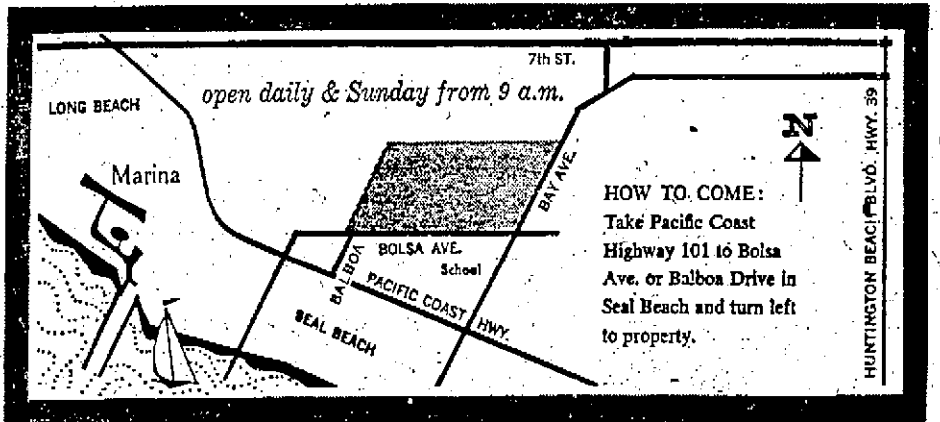 7th ST.
open daily & Sunday from 9 a.m.
LONG BEACH
Marina
N
HUNTINGTON BEACH BLVD. HWY. 39
BAY AVE.
HOW TO COME:
Take Pacific Coast
Highway 101 to Bolsa
Ave. or Balboa Drive in
Seal Beach and turn left
to property.
BOLSA AVE.
School
BALBOA
PACIFIC COAST HWY.
SEAL BEACH